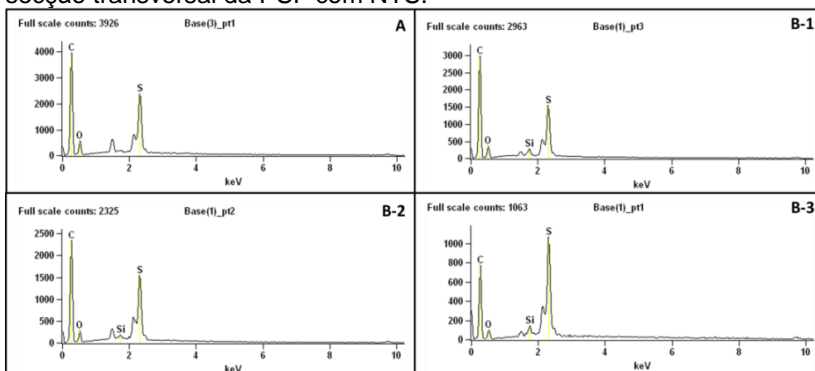 transversal da com
Full scale counts: 3926 Base(3)_pt1 A
4000
3000
2000
1000
0
C
O
S
0 2 4 6 8 10
keV
Full scale counts: 2963 Base(1)_pt3 B-1
3000
2500
2000
1500
1000
500
0
C
O
Si
S
0 2 4 6 8 10
keV
Full scale counts: 2325 Base(1)_pt2 B-2
2500
2000
1500
1000
500
0
C
O
Si
S
0 2 4 6 8 10
keV
Full scale counts: 1063 Base(1)_pt1 B-3
1000
800
600
400
200
0
C
O
Si
S
0 2 4 6 8 10
keV